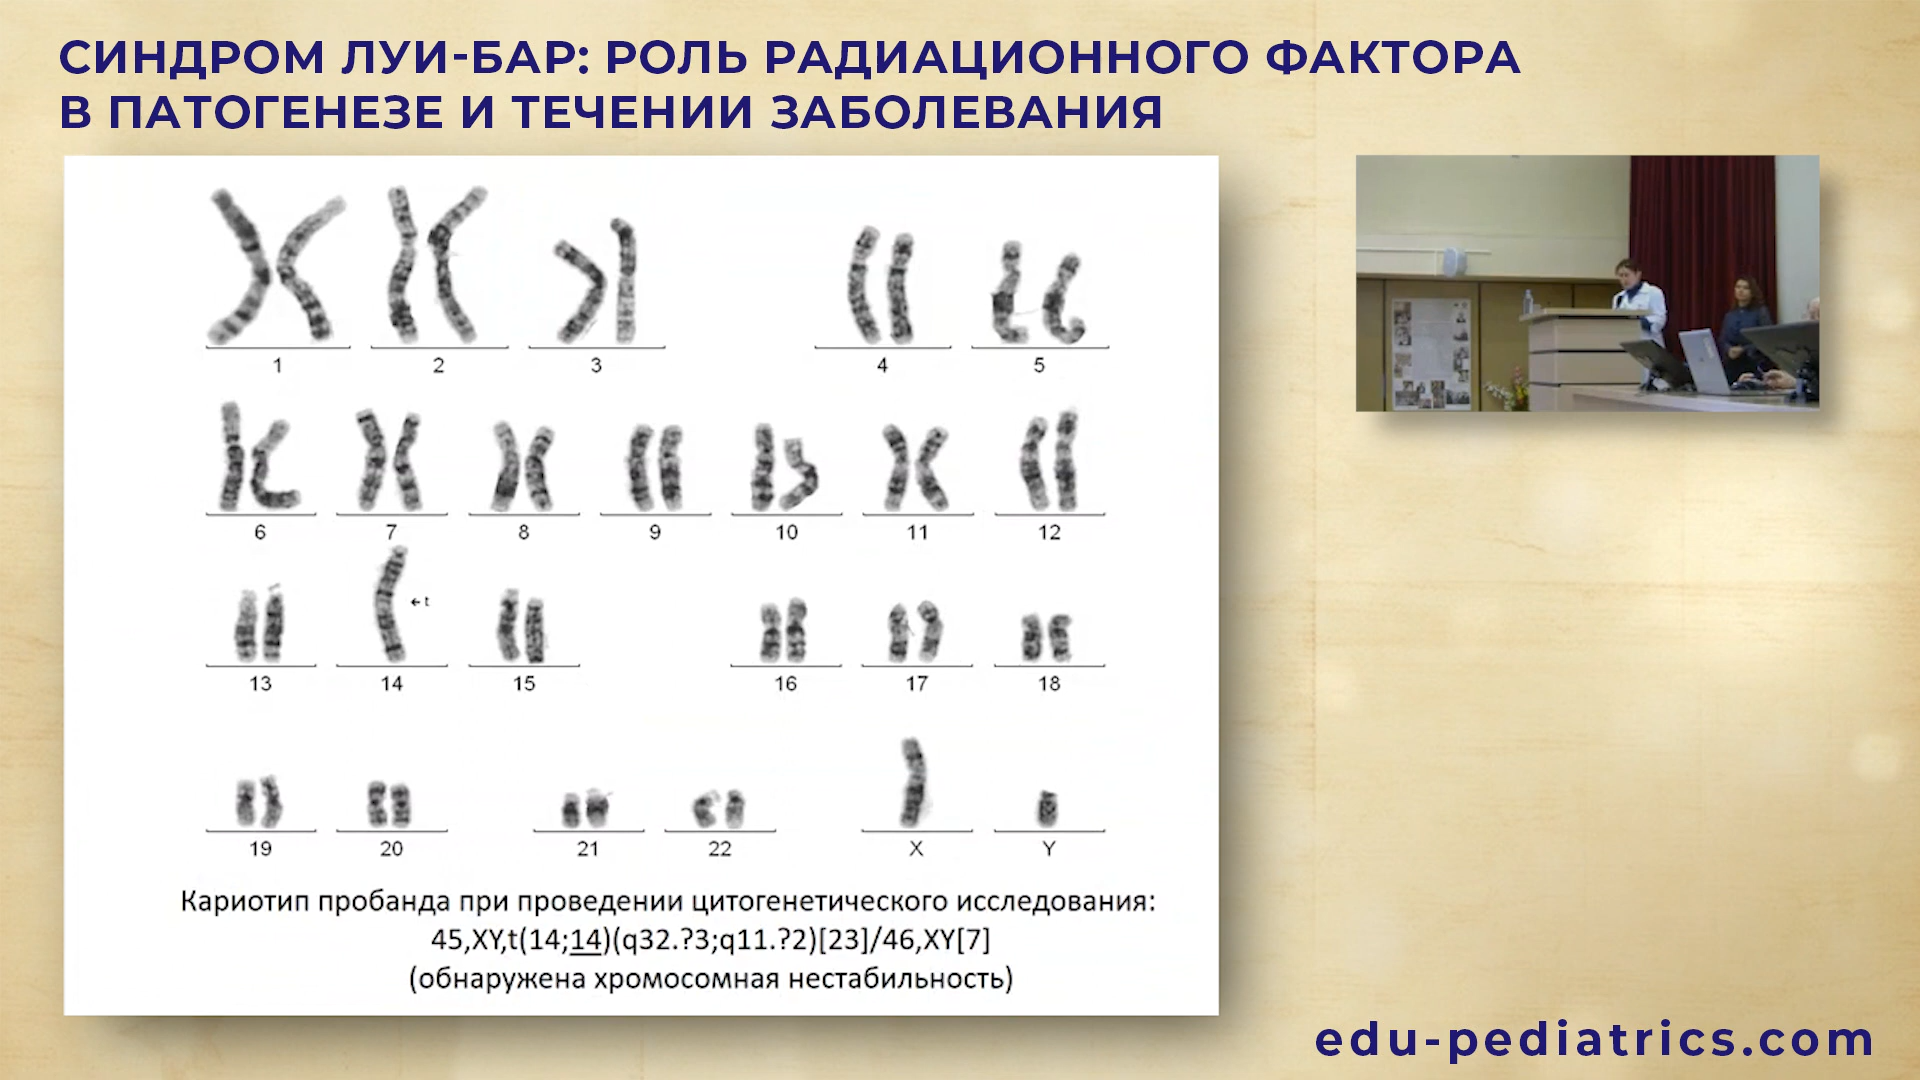 СИНДРОМ ЛУИ-БАР: РОЛЬ РАДИАЦИОННОГО ФАКТОРА
В ПАТОГЕНЕЗЕ И ТЕЧЕНИИ ЗАБОЛЕВАНИЯ
1 2 3 4 5
6 7 8 9 10 11 12
←t
13 14 15 16 17 18
19 20 21 22 X Y
Кариотип пробанда при проведении цитогенетического исследования:
45,XY,t(14;14)(q32.?3;q11.?2)[23]/46,XY[7]
(обнаружена хромосомная нестабильность)
edu-pediatrics.com